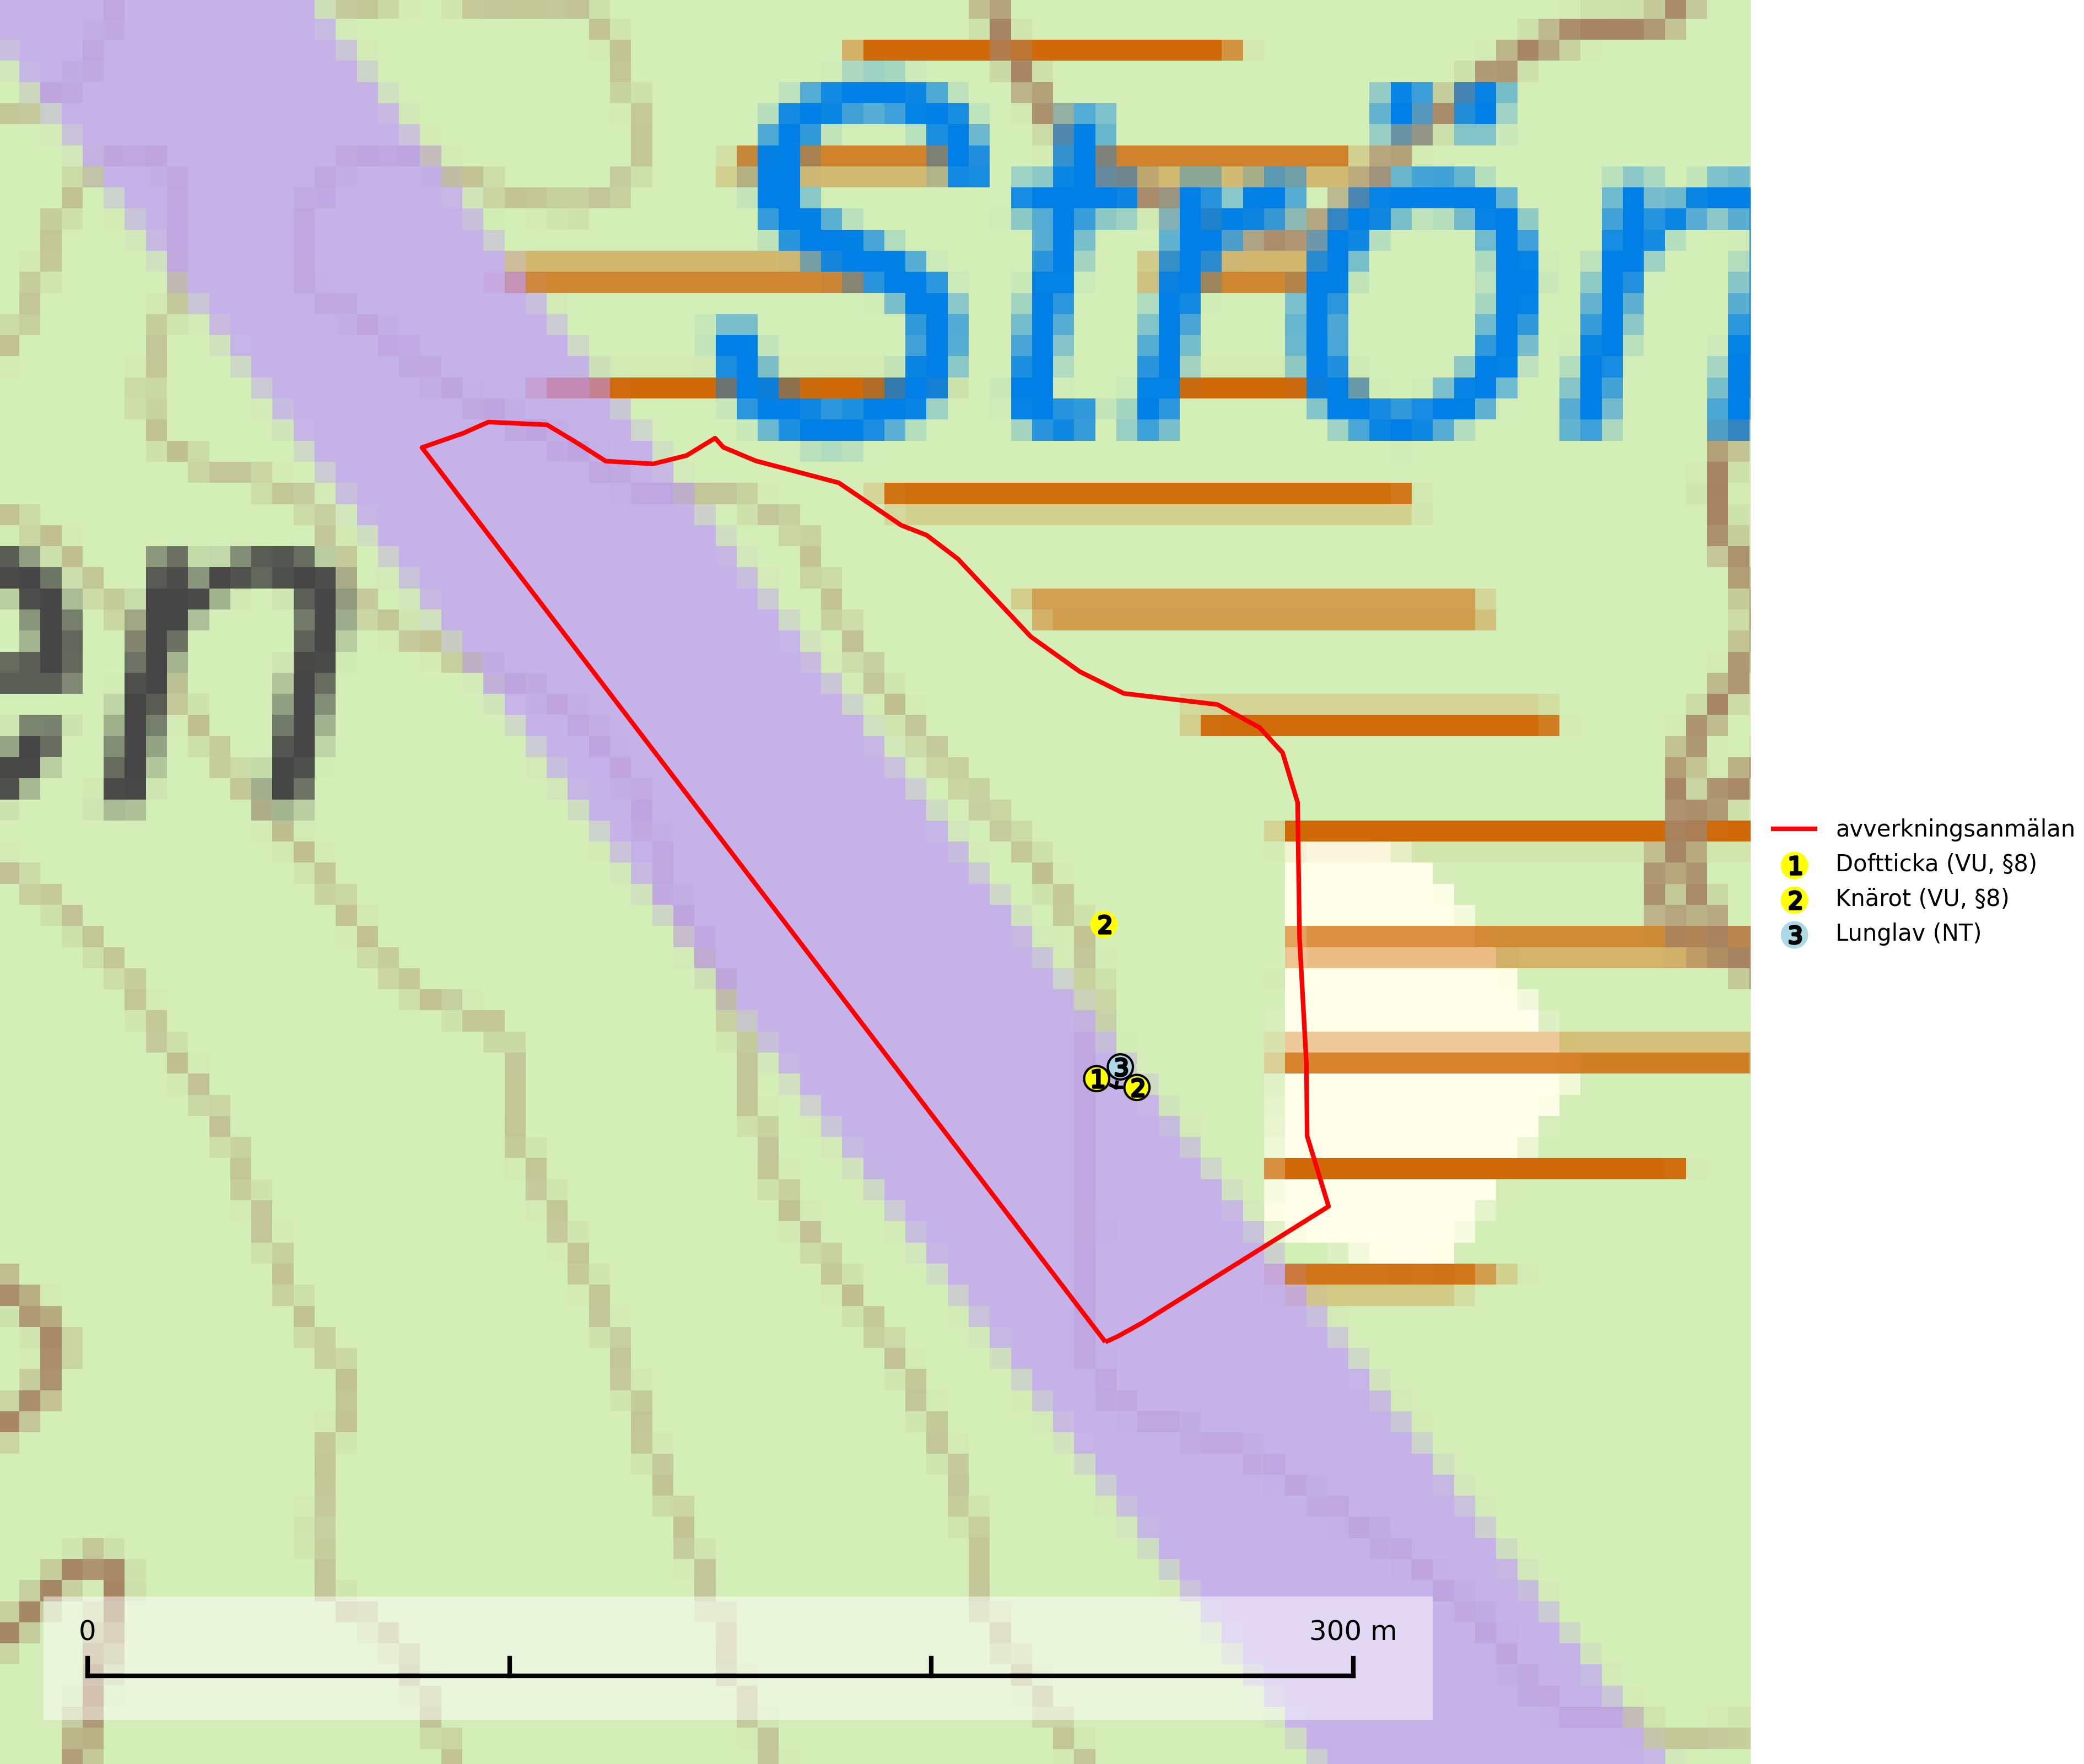 Stör
en
avverkningsanmälan
1 Doftticka (VU, §8)
2 Knärot (VU, §8)
3 Lunglav (NT)
2
3
1
2
0
300 m